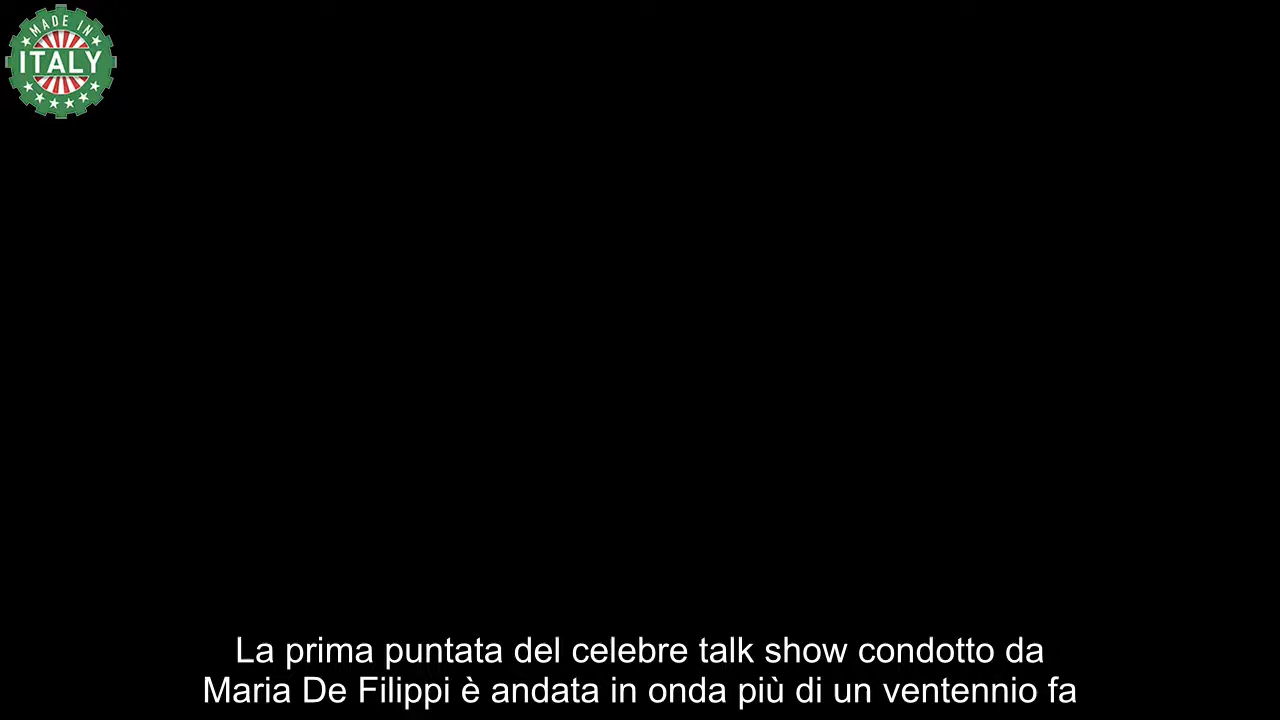 MADE IN
ITALY
La prima puntata del celebre talk show condotto da
Maria De Filippi è andata in onda più di un ventennio fa